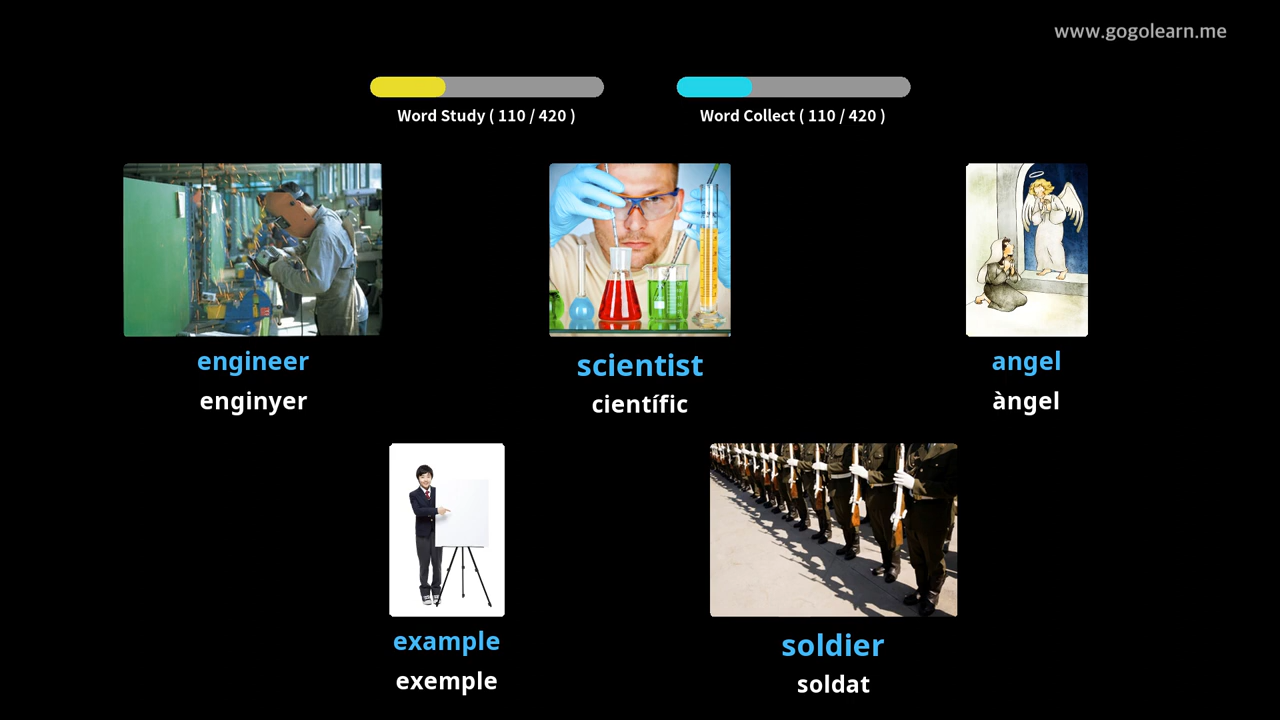 www.gogolearn.me
Word Study ( 110 / 420 )
Word Collect ( 110 / 420 )
engineer
enginyer
scientist
científic
angel
àngel
example
exemple
soldier
soldat